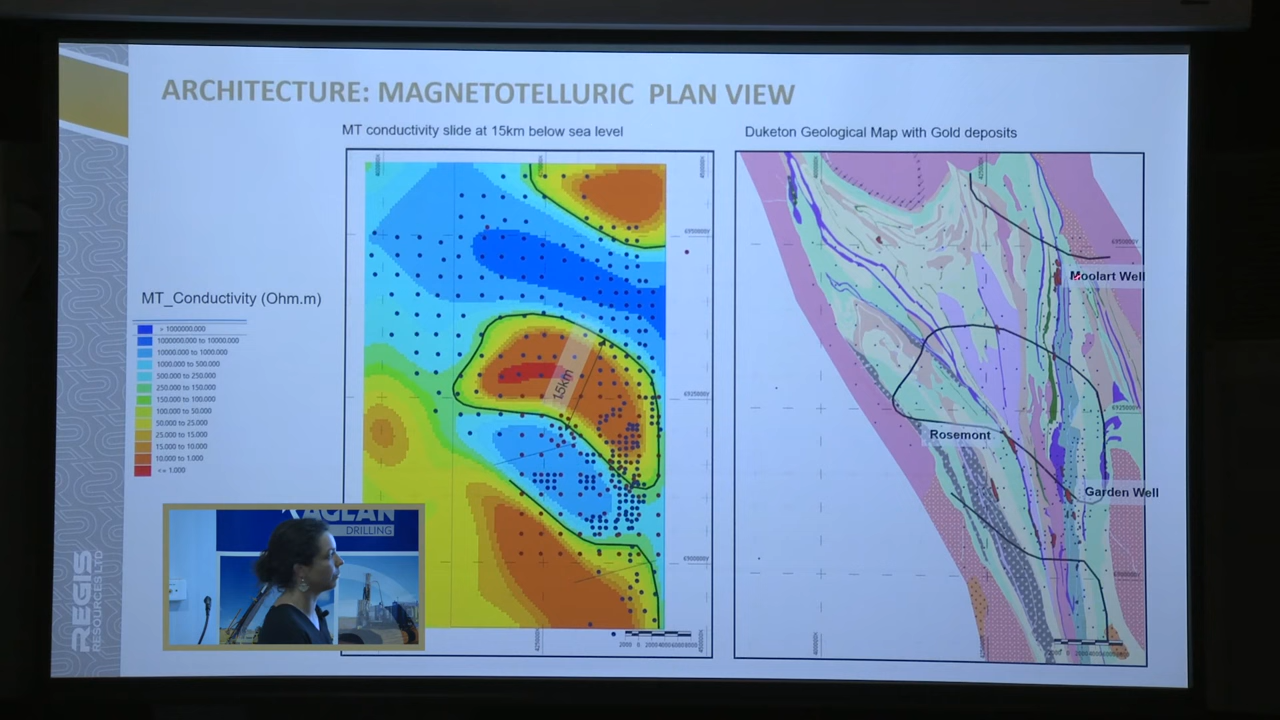 ARCHITECTURE: MAGNETOTELLURIC PLAN VIEW
MT conductivity slide at 15km below sea level
Duketon Geological Map with Gold deposits
MT_Conductivity (Ohm.m)
1000000.000
1000000.000 to 10000.000
10000.000 to 1000.000
1000.000 to 500.000
500.000 to 250.000
250.000 to 150.000
150.000 to 100.000
100.000 to 50.000
50.000 to 25.000
25.000 to 15.000
15.000 to 10.000
10.000 to 1.000
<= 1.000
15km
6925000Y
6900000Y
Moolart Well
Rosemont
Garden Well
DRILLING
REGIS
RESOURCES LTD